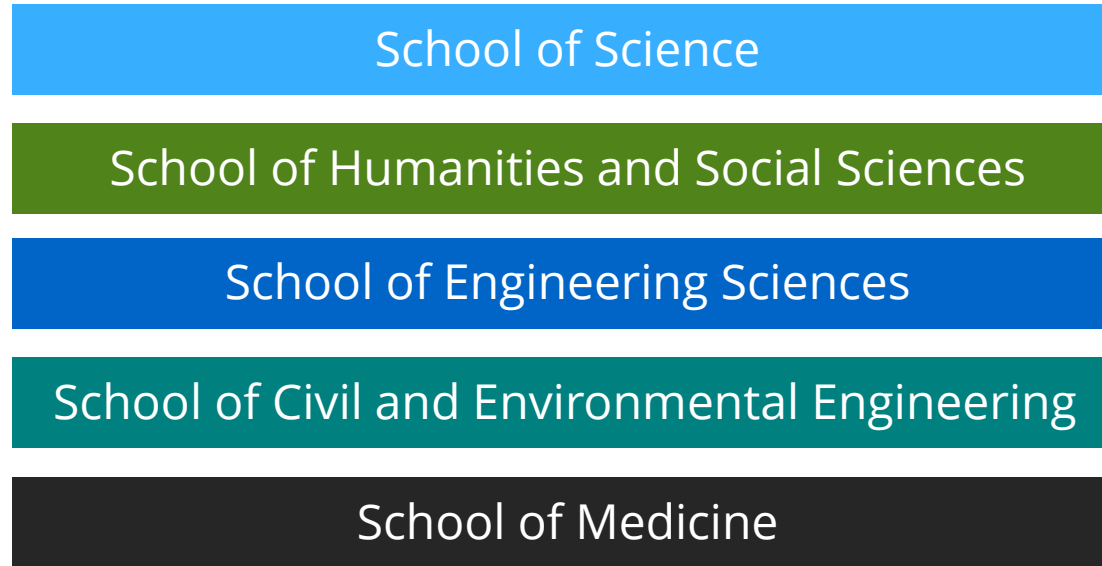 School of Science
School of Humanities and Social Sciences
School of Engineering Sciences
School of Civil and Environmental Engineering
School of Medicine